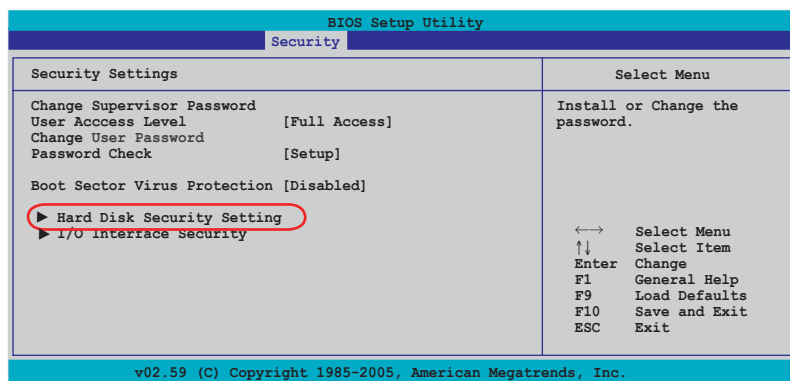 BIOS Setup Utility
Security
Security Settings
Change Supervisor Password
User Acccess Level [Full Access]
Change User Password
Password Check [Setup]
Boot Sector Virus Protection [Disabled]
▶ Hard Disk Security Setting
▶ I/O Interface Security
Select Menu
Install or Change the
password.
←→ Select Menu
↑↓ Select Item
Enter Change
F1 General Help
F9 Load Defaults
F10 Save and Exit
ESC Exit
v02.59 (C) Copyright 1985-2005, American Megatrends, Inc.